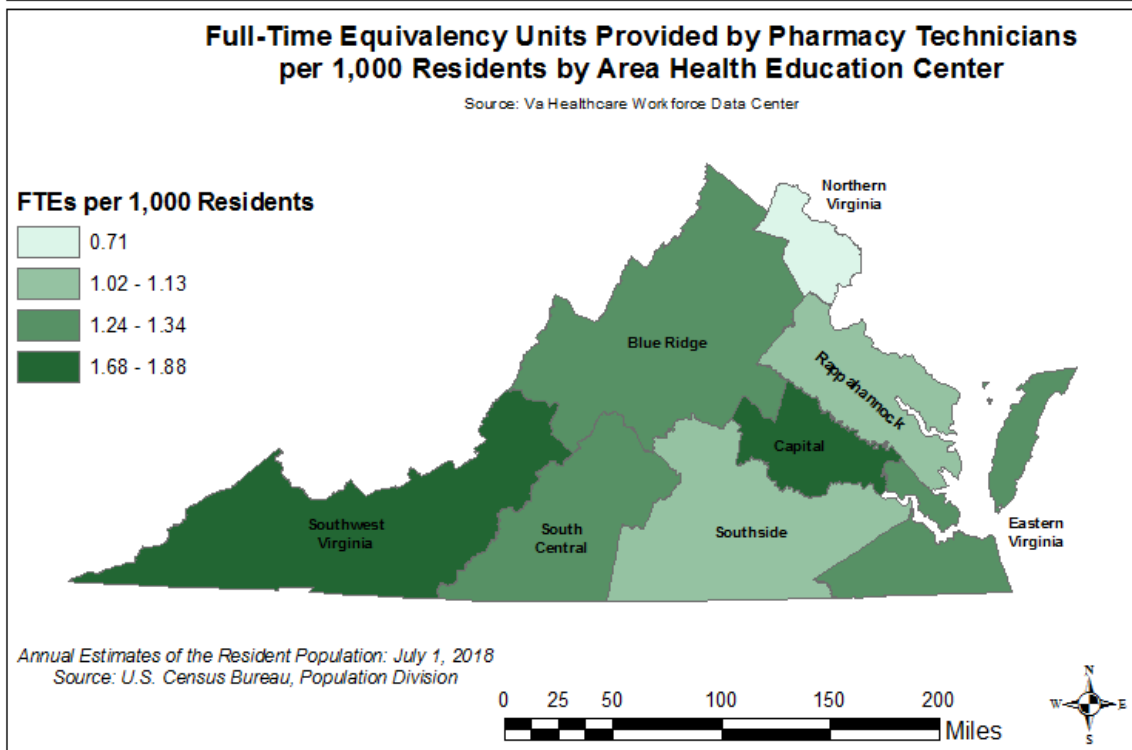 Full-Time Equivalency Units Provided by Pharmacy Technicians
per 1,000 Residents by Area Health Education Center
Source: Va Healthcare Workforce Data Center
FTEs per 1,000 Residents
0.71
1.02 - 1.13
1.24 - 1.34
1.68 - 1.88
Northern
Virginia
Blue Ridge
Rappahannock
Capital
Southwest
Virginia
South
Central
Southside
Eastern
Virginia
Annual Estimates of the Resident Population: July 1, 2018
Source: U.S. Census Bureau, Population Division
0 25 50 100 150 200
Miles
N
W E
S